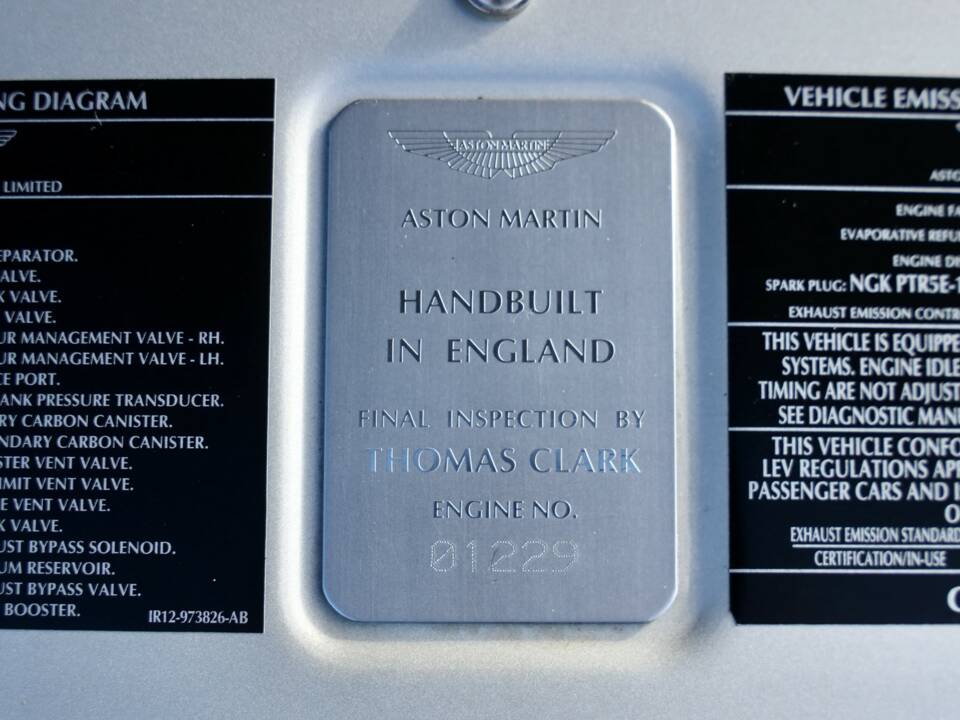 NG DIAGRAM
LIMITED
EPARATOR.
ALVE.
K VALVE.
VALVE.
UR MANAGEMENT VALVE - RH.
UR MANAGEMENT VALVE - LH.
CE PORT.
ANK PRESSURE TRANSDUCER.
RY CARBON CANISTER.
NDARY CARBON CANISTER.
STER VENT VALVE.
IMIT VENT VALVE.
E VENT VALVE.
K VALVE.
UST BYPASS SOLENOID.
UM RESERVOIR.
UST BYPASS VALVE.
BOOSTER.
IR12-973826-AB
ASTON MARTIN
ASTON MARTIN
HANDBUILT
IN ENGLAND
FINAL INSPECTION BY
THOMAS CLARK
ENGINE NO.
01229
VEHICLE EMISS
ASTO
ENGINE FA
EVAPORATIVE REFU
ENGINE DI
SPARK PLUG: NGK PTR5E-1
EXHAUST EMISSION CONTR
THIS VEHICLE IS EQUIPPE
SYSTEMS. ENGINE IDLE
TIMING ARE NOT ADJUST
SEE DIAGNOSTIC MANU
THIS VEHICLE CONFO
LEV REGULATIONS APP
PASSENGER CARS AND I
O
EXHAUST EMISSION STANDARD
CERTIFICATION/IN-USE
C